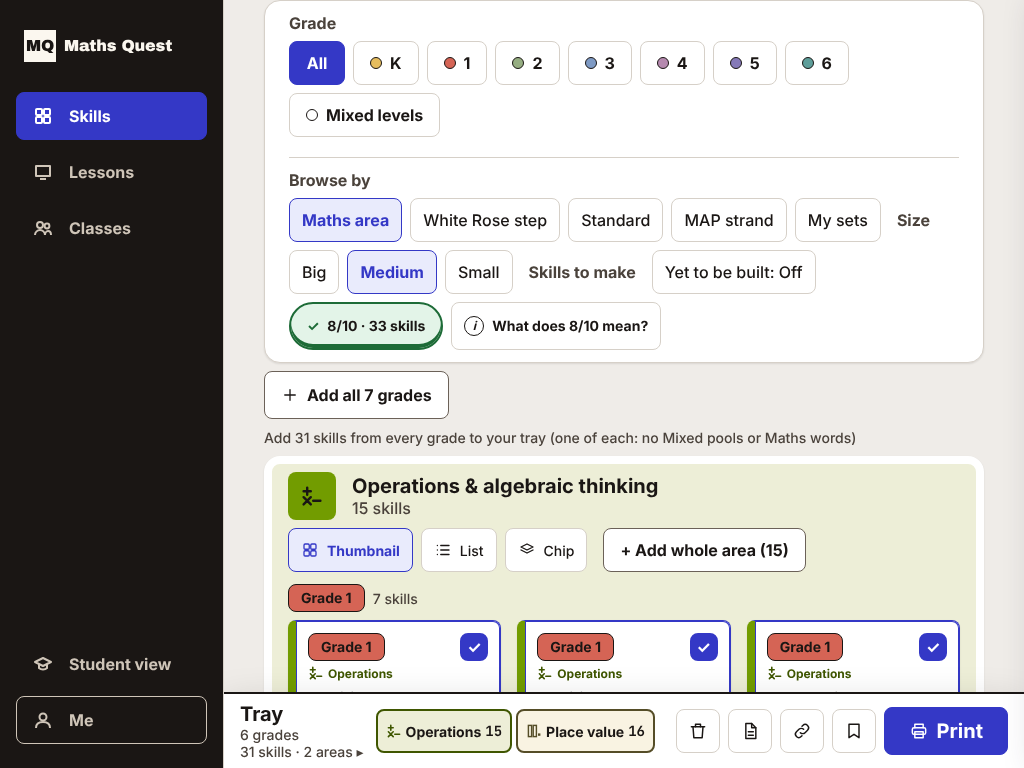 MQ Maths Quest
Skills
Lessons
Classes
Student view
Me
Grade
All K 1 2 3 4 5 6
Mixed levels
Browse by
Maths area White Rose step Standard MAP strand My sets Size
Big Medium Small Skills to make Yet to be built: Off
8/10 · 33 skills i What does 8/10 mean?
+ Add all 7 grades
Add 31 skills from every grade to your tray (one of each: no Mixed pools or Maths words)
Operations & algebraic thinking
15 skills
Thumbnail List Chip + Add whole area (15)
Grade 1 7 skills
Grade 1 Grade 1 Grade 1
Operations Operations Operations
Tray
6 grades
31 skills · 2 areas ▸
Operations 15 Place value 16
Print